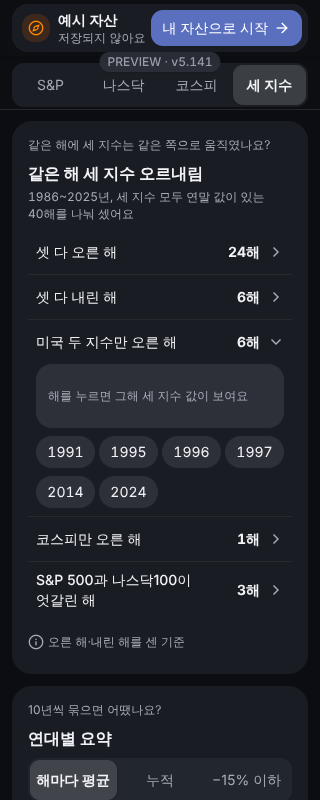 예시 자산
저장되지 않아요
내 자산으로 시작 →
PREVIEW · v5.141
S&P
나스닥
코스피
세 지수
같은 해에 세 지수는 같은 쪽으로 움직였나요?
같은 해 세 지수 오르내림
1986~2025년, 세 지수 모두 연말 값이 있는
40해를 나눠 셌어요
셋 다 오른 해 24해
셋 다 내린 해 6해
미국 두 지수만 오른 해 6해
해를 누르면 그해 세 지수 값이 보여요
1991 1995 1996 1997
2014 2024
코스피만 오른 해 1해
S&P 500과 나스닥100이
엇갈린 해 3해
오른 해·내린 해를 센 기준
10년씩 묶으면 어땠나요?
연대별 요약
해마다 평균 누적 −15% 이하